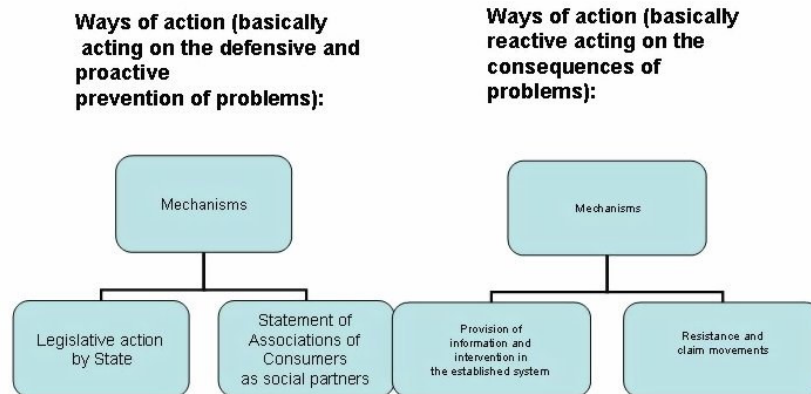 Ways of action (basically
acting on the defensive and
proactive
prevention of problems):
Ways of action (basically
reactive acting on the
consequences of
problems):
Mechanisms
Legislative action
by State
Statement of
Associations of
Consumers
as social partners
Mechanisms
Provision of
information and
intervention in
the established system
Resistance and
claim movements